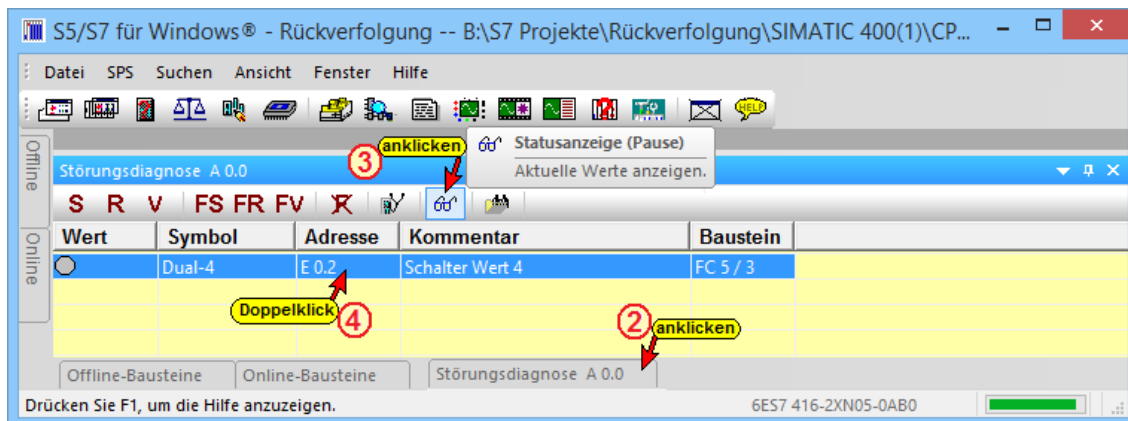 S5/S7 für Windows® - Rückverfolgung -- B:\S7 Projekte\Rückverfolgung\SIMATIC 400(1)\CP...
Datei SPS Suchen Ansicht Fenster Hilfe
HELP
Offline
Online
anklicken
3
Statusanzeige (Pause)
Aktuelle Werte anzeigen.
Störungsdiagnose A 0.0
S R V FS FR FV R
Wert Symbol Adresse Kommentar Baustein
Dual-4 E 0.2 Schalter Wert 4 FC 5 / 3
Doppelklick 4
2 anklicken
Offline-Bausteine Online-Bausteine Störungsdiagnose A 0.0
Drücken Sie F1, um die Hilfe anzuzeigen. 6ES7 416-2XN05-0AB0